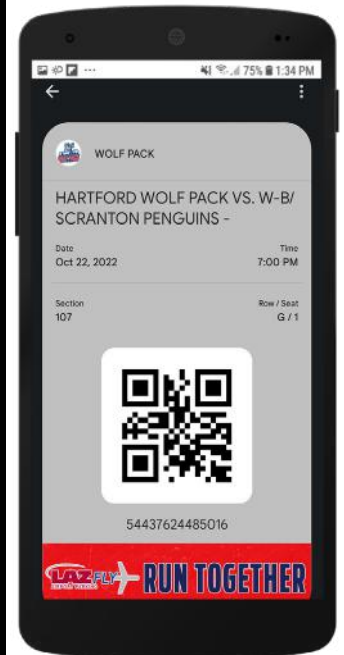 75% 1:34 PM
WOLF PACK
HARTFORD WOLF PACK VS. W-B/
SCRANTON PENGUINS -
Date Time
Oct 22, 2022 7:00 PM
Section Row / Seat
107 G / 1
54437624485016
LAZ FLY RUN TOGETHER